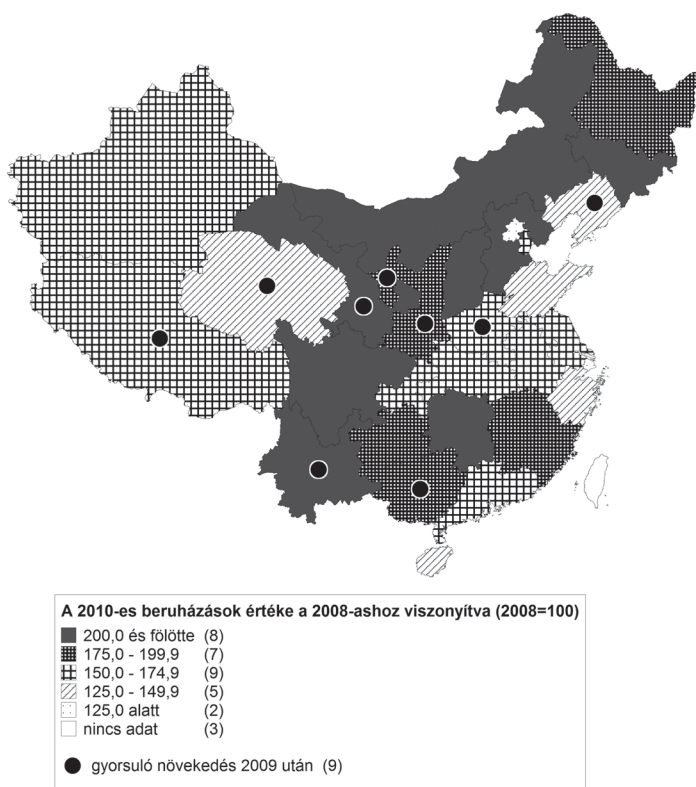 A 2010-es beruházások értéke a 2008-ashoz viszonyítva (2008=100)
200,0 és fölötte (8)
175,0 - 199,9 (7)
150,0 - 174,9 (9)
125,0 - 149,9 (5)
125,0 alatt (2)
nincs adat (3)
gyorsuló növekedés 2009 után (9)